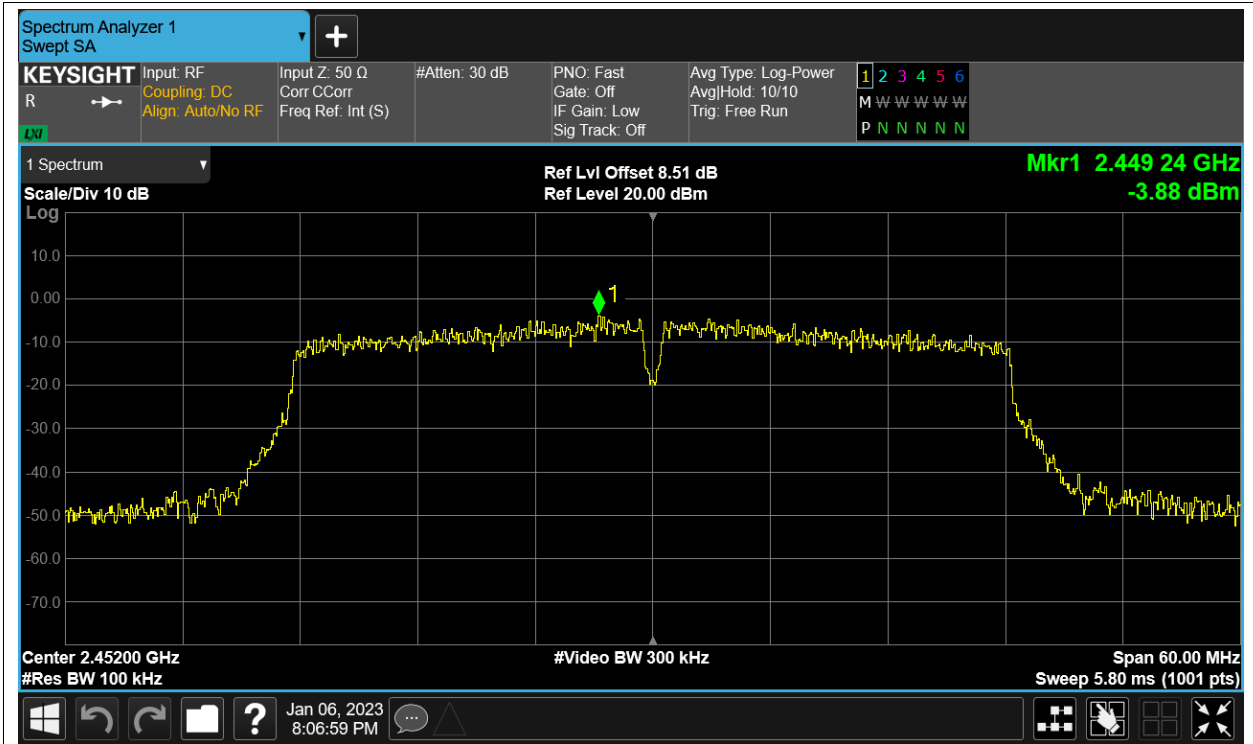 Spectrum Analyzer 1
Swept SA
KEYSIGHT
R
LXI
Input: RF
Coupling: DC
Align: Auto/No RF
Input Z: 50 Ω
Corr CCorr
Freq Ref: Int (S)
#Atten: 30 dB
PNO: Fast
Gate: Off
IF Gain: Low
Sig Track: Off
Avg Type: Log-Power
Avg|Hold: 10/10
Trig: Free Run
1 2 3 4 5 6
M W W W W W
P N N N N N
1 Spectrum
Scale/Div 10 dB
Log
Ref Lvl Offset 8.51 dB
Ref Level 20.00 dBm
Mkr1 2.449 24 GHz
-3.88 dBm
10.0
0.00
1
-10.0
-20.0
-30.0
-40.0
-50.0
-60.0
-70.0
Center 2.45200 GHz
#Video BW 300 kHz
Span 60.00 MHz
#Res BW 100 kHz
Sweep 5.80 ms (1001 pts)
?
Jan 06, 2023
8:06:59 PM